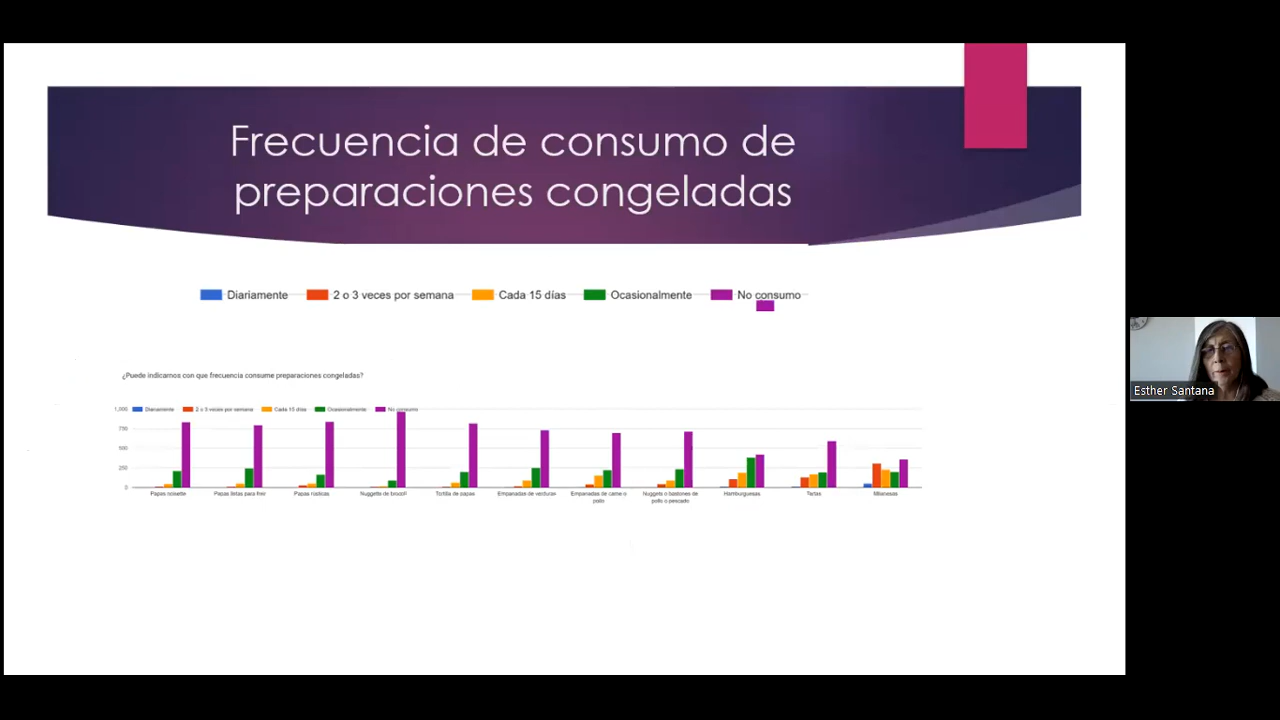 Frecuencia de consumo de
preparaciones congeladas
Diariamente 2 o 3 veces por semana Cada 15 días Ocasionalmente No consumo
¿Puede indicarnos con que frecuencia consume preparaciones congeladas?
1,000 Diariamente 2 o 3 veces por semana Cada 15 días Ocasionalmente No consumo
750
500
250
0
Papas noisette Papas listas para freir Papas rústicas Nuggets de brocoli Tortilla de papas Empanadas de verduras Empanadas de carne o Nuggets o bastones de Hamburguesas Tartas Milanesas
pollo pollo o pescado
Esther Santana